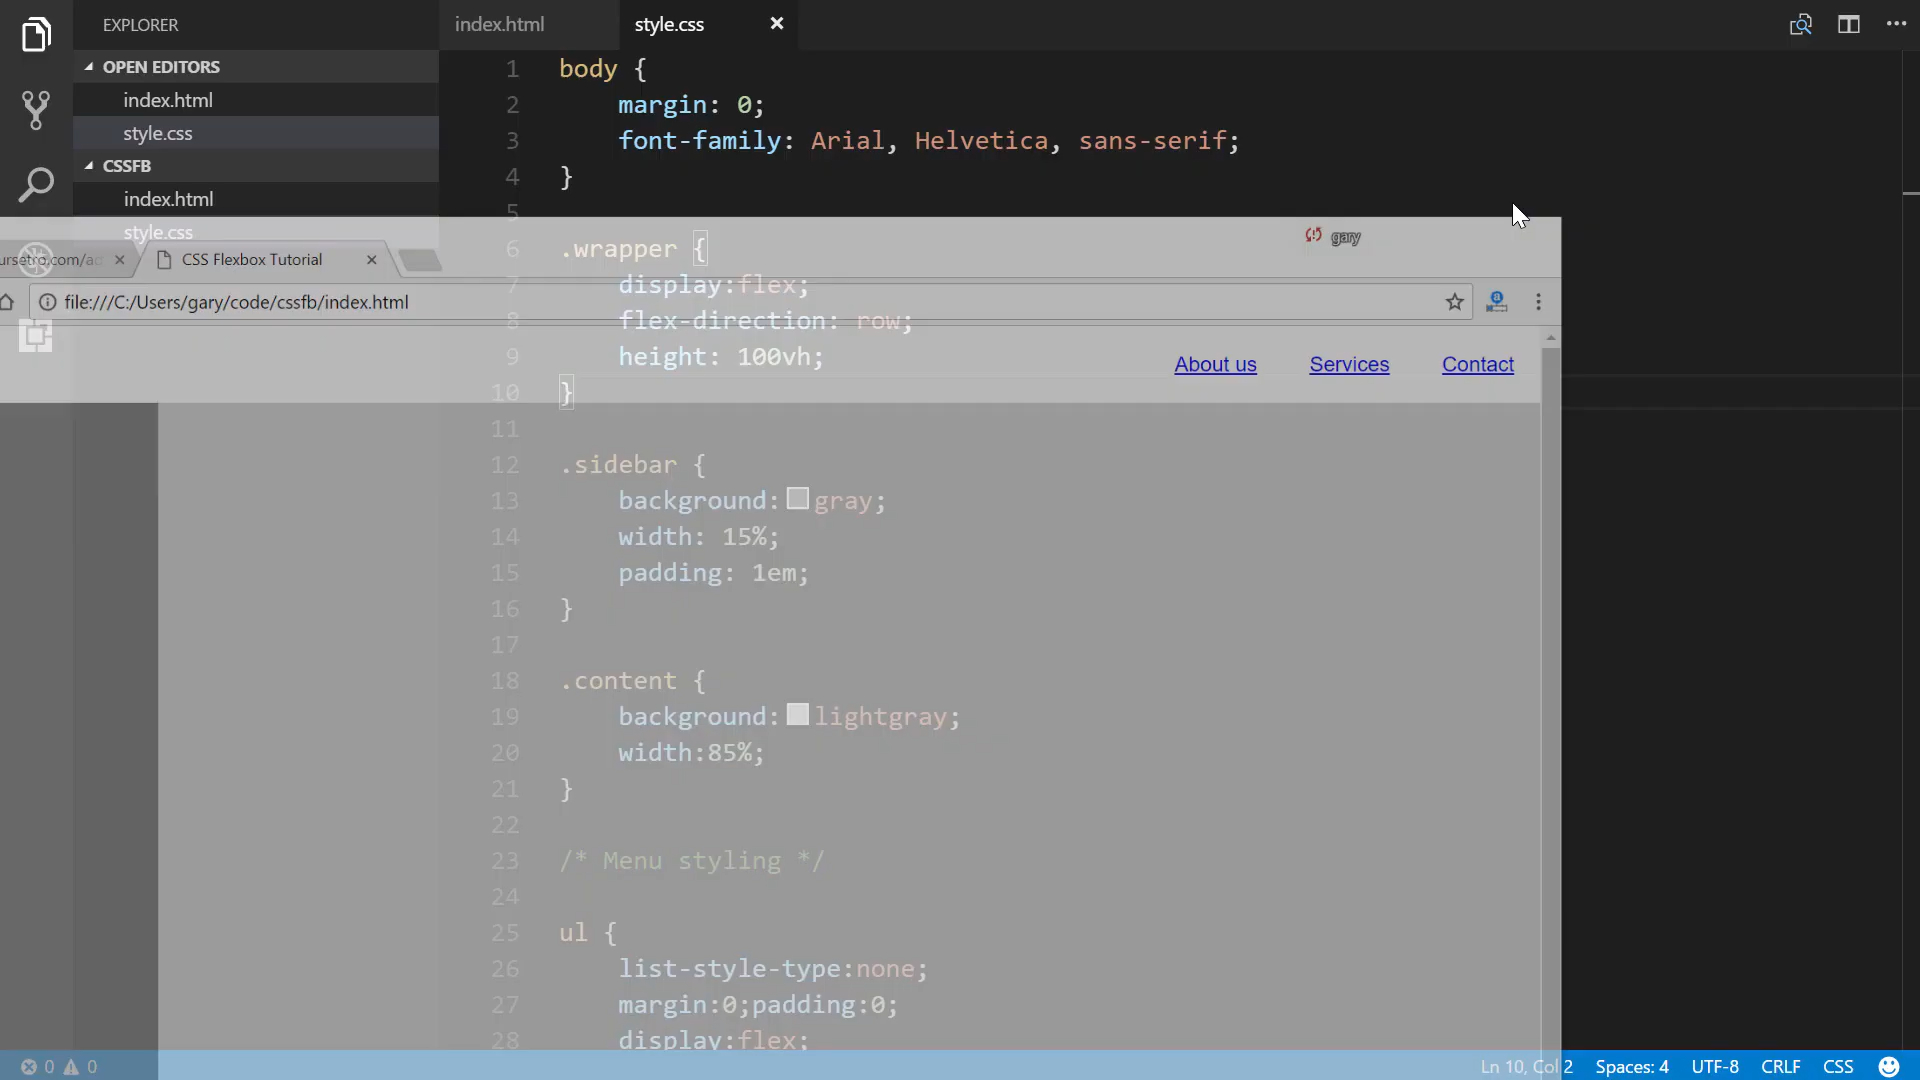 EXPLORER
OPEN EDITORS
index.html
style.css
CSSFB
index.html
style.css
index.html
style.css
1 body {
2 margin: 0;
3 font-family: Arial, Helvetica, sans-serif;
4 }
5
6 .wrapper {
7 display:flex;
8 flex-direction: row;
9 height: 100vh;
10 }
11
12 .sidebar {
13 background: gray;
14 width: 15%;
15 padding: 1em;
16 }
17
18 .content {
19 background: lightgray;
20 width:85%;
21 }
22
23 /* Menu styling */
24
25 ul {
26 list-style-type:none;
27 margin:0;padding:0;
28 display:flex;
gary
CSS Flexbox Tutorial
file:///C:/Users/gary/code/cssfb/index.html
About us Services Contact
0 0 Ln 10, Col 2 Spaces: 4 UTF-8 CRLF CSS